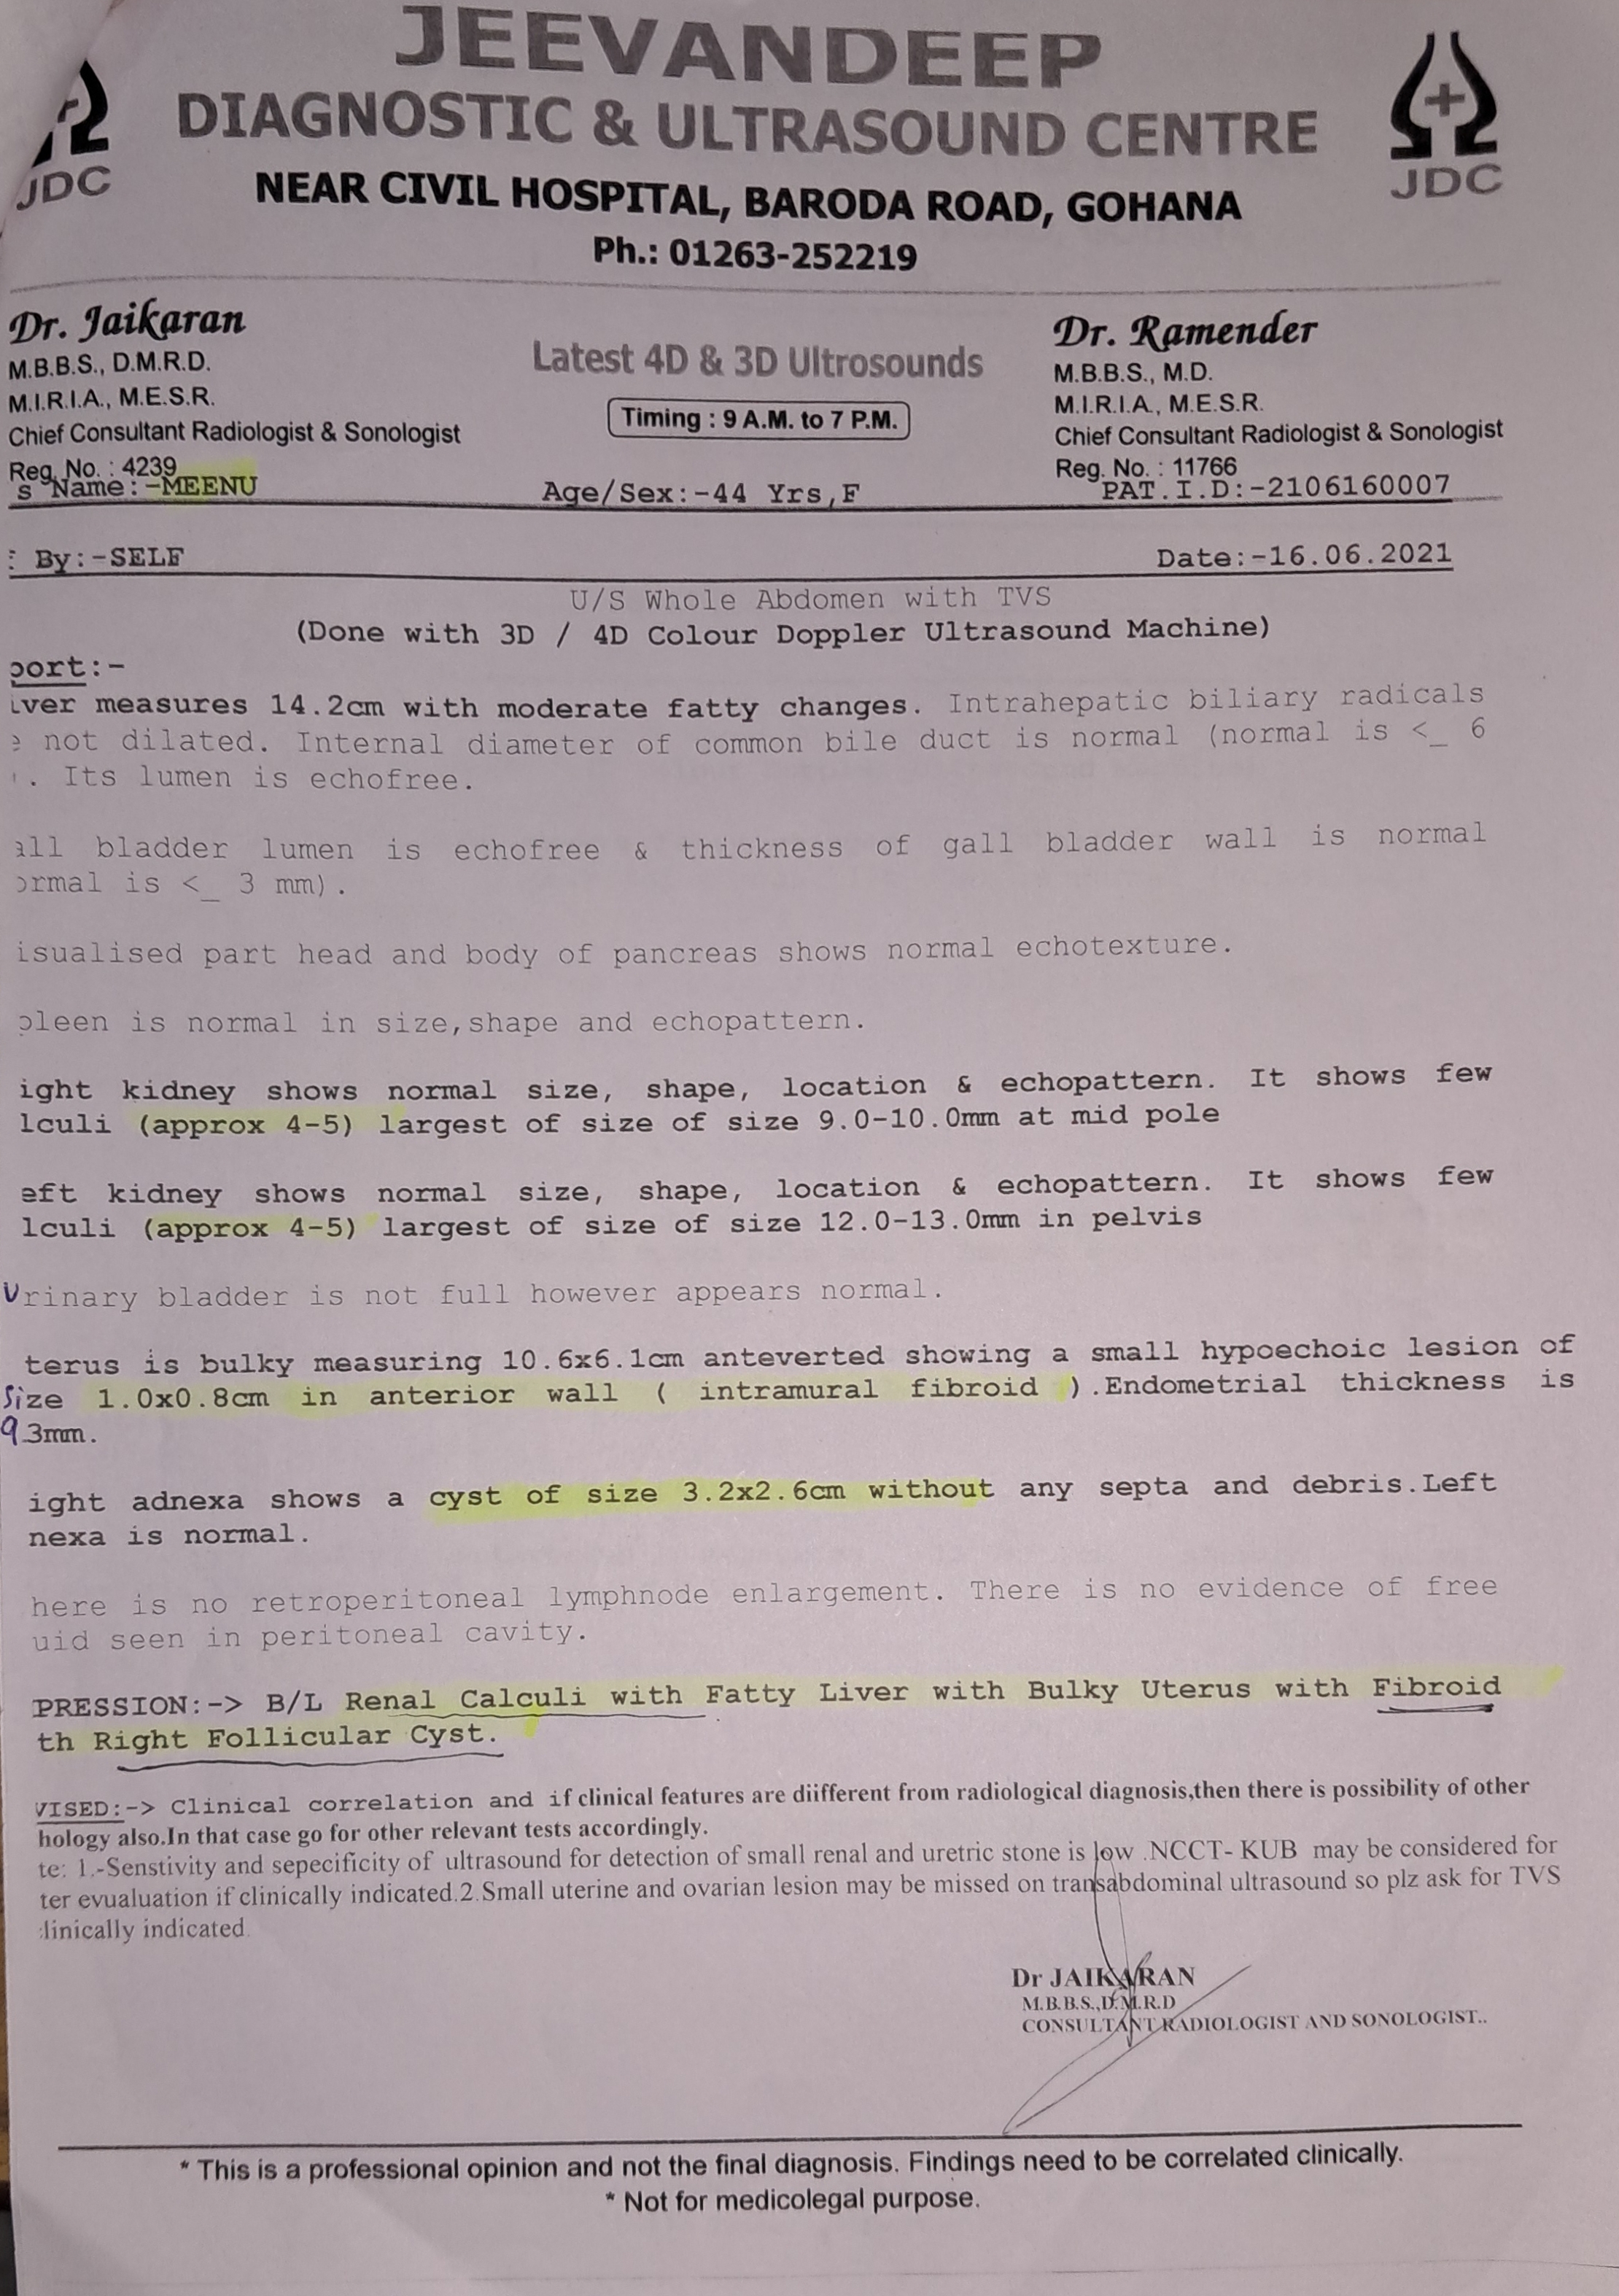 JEEVANDEEP
DIAGNOSTIC & ULTRASOUND CENTRE
JDC
JDC
NEAR CIVIL HOSPITAL, BARODA ROAD, GOHANA
Ph.: 01263-252219
Dr. Jaikaran
M.B.B.S., D.M.R.D.
M.I.R.I.A., M.E.S.R.
Chief Consultant Radiologist & Sonologist
Reg. No. : 4239
Latest 4D & 3D Ultrosounds
Timing : 9 A.M. to 7 P.M.
Dr. Ramender
M.B.B.S., M.D.
M.I.R.I.A., M.E.S.R.
Chief Consultant Radiologist & Sonologist
Reg. No. : 11766
s Name:-MEENU Age/Sex:-44 Yrs,F PAT.I.D:-2106160007
By:-SELF Date:-16.06.2021
U/S Whole Abdomen with TVS
(Done with 3D / 4D Colour Doppler Ultrasound Machine)
port:-
iver measures 14.2cm with moderate fatty changes. Intrahepatic biliary radicals
e not dilated. Internal diameter of common bile duct is normal (normal is <_ 6
. Its lumen is echofree.
all bladder lumen is echofree & thickness of gall bladder wall is normal
ormal is <_ 3 mm).
isualised part head and body of pancreas shows normal echotexture.
pleen is normal in size,shape and echopattern.
ight kidney shows normal size, shape, location & echopattern. It shows few
lculi (approx 4-5) largest of size of size 9.0-10.0mm at mid pole
eft kidney shows normal size, shape, location & echopattern. It shows few
lculi (approx 4-5) largest of size of size 12.0-13.0mm in pelvis
Urinary bladder is not full however appears normal.
terus is bulky measuring 10.6x6.1cm anteverted showing a small hypoechoic lesion of
Size 1.0x0.8cm in anterior wall ( intramural fibroid ).Endometrial thickness is
9.3mm.
ight adnexa shows a cyst of size 3.2x2.6cm without any septa and debris.Left
nexa is normal.
here is no retroperitoneal lymphnode enlargement. There is no evidence of free
uid seen in peritoneal cavity.
PRESSION:-> B/L Renal Calculi with Fatty Liver with Bulky Uterus with Fibroid
th Right Follicular Cyst.
VISED:-> Clinical correlation and if clinical features are diifferent from radiological diagnosis,then there is possibility of other
hology also.In that case go for other relevant tests accordingly.
te: 1.-Senstivity and sepecificity of ultrasound for detection of small renal and uretric stone is low .NCCT- KUB may be considered for
ter evualuation if clinically indicated.2.Small uterine and ovarian lesion may be missed on transabdominal ultrasound so plz ask for TVS
linically indicated.
Dr JAIKARAN
M.B.B.S.,D.M.R.D
CONSULTANT RADIOLOGIST AND SONOLOGIST..
* This is a professional opinion and not the final diagnosis. Findings need to be correlated clinically.
* Not for medicolegal purpose.